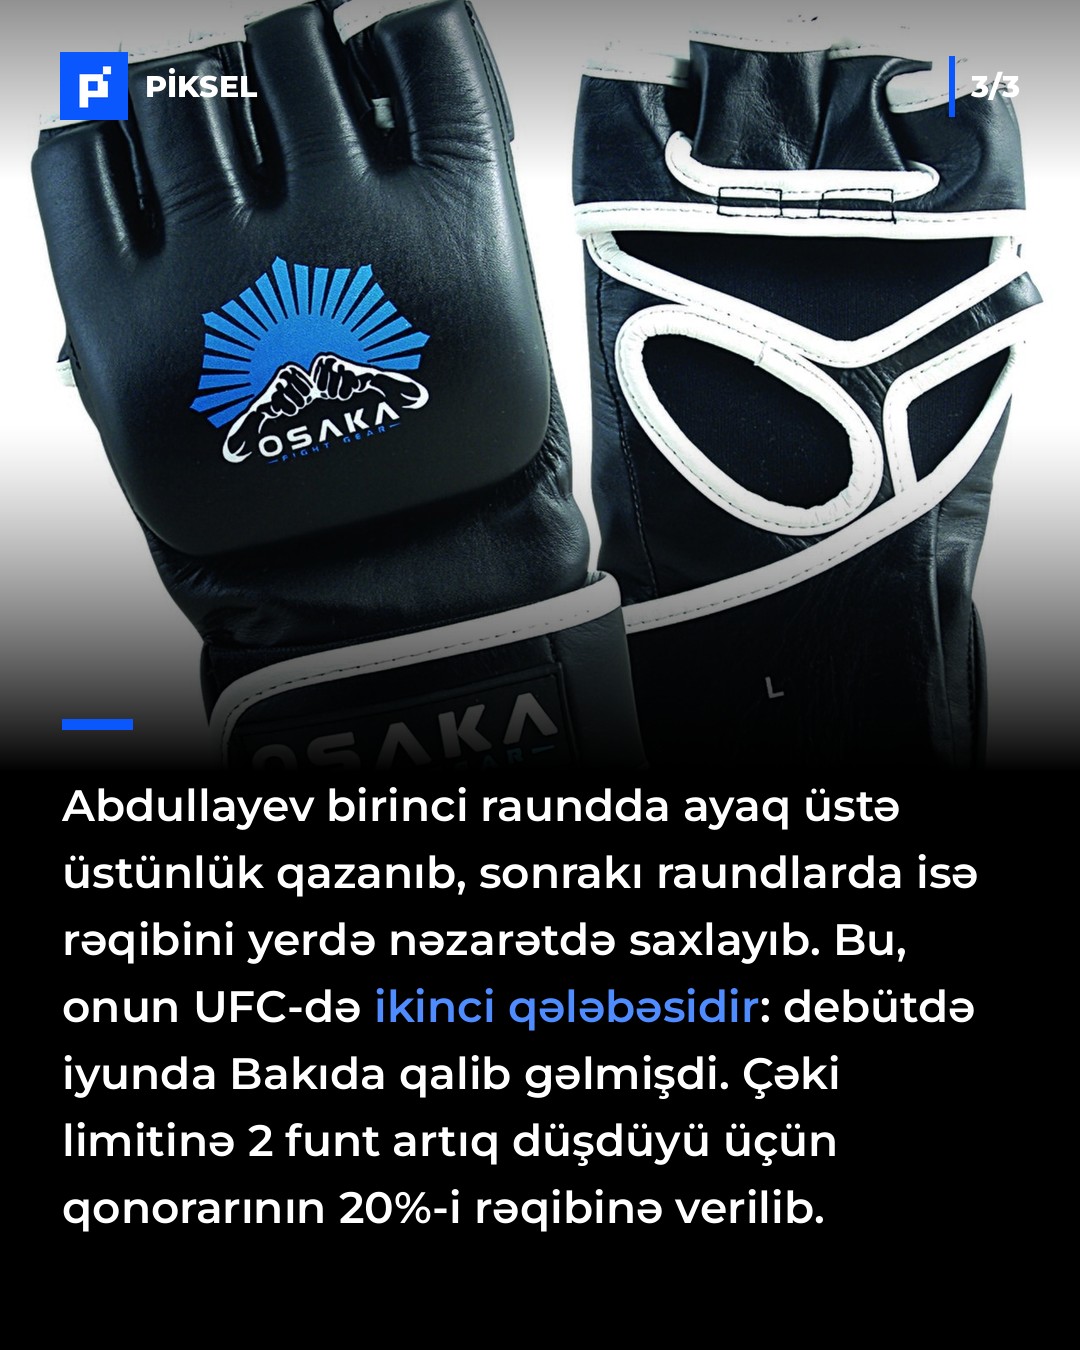 PİKSEL
3/3
OSAKA
FIGHT GEAR
L
OSAKA
Abdullayev birinci raundda ayaq üstə
üstünlük qazanıb, sonrakı raundlarda isə
rəqibini yerdə nəzarətdə saxlayıb. Bu,
onun UFC-də ikinci qələbəsidir: debütdə
iyunda Bakıda qalib gəlmişdi. Çəki
limitinə 2 funt artıq düşdüyü üçün
qonorarının 20%-i rəqibinə verilib.